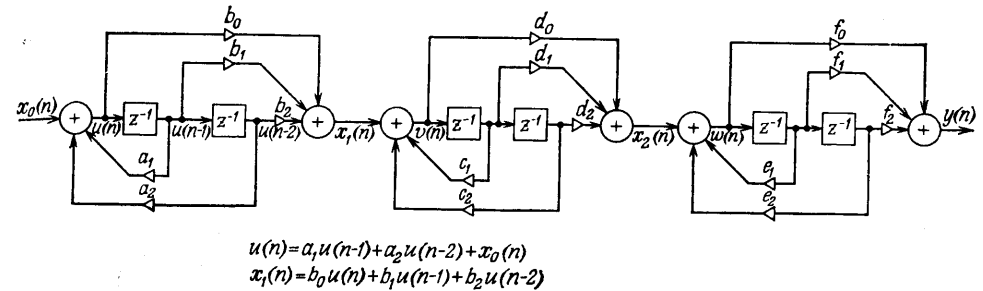 b₀ d₀ f₀
b₁ d₁ f₁
x₀(n) + u(n) z⁻¹ u(n-1) z⁻¹ u(n-2) b₂ + x₁(n) + v(n) z⁻¹ z⁻¹ d₂ + x₂(n) + w(n) z⁻¹ z⁻¹ f₂ + y(n)
a₁ c₁ e₁
a₂ c₂ e₂
u(n)=a₁u(n-1)+a₂u(n-2)+x₀(n)
x₁(n)=b₀u(n)+b₁u(n-1)+b₂u(n-2)